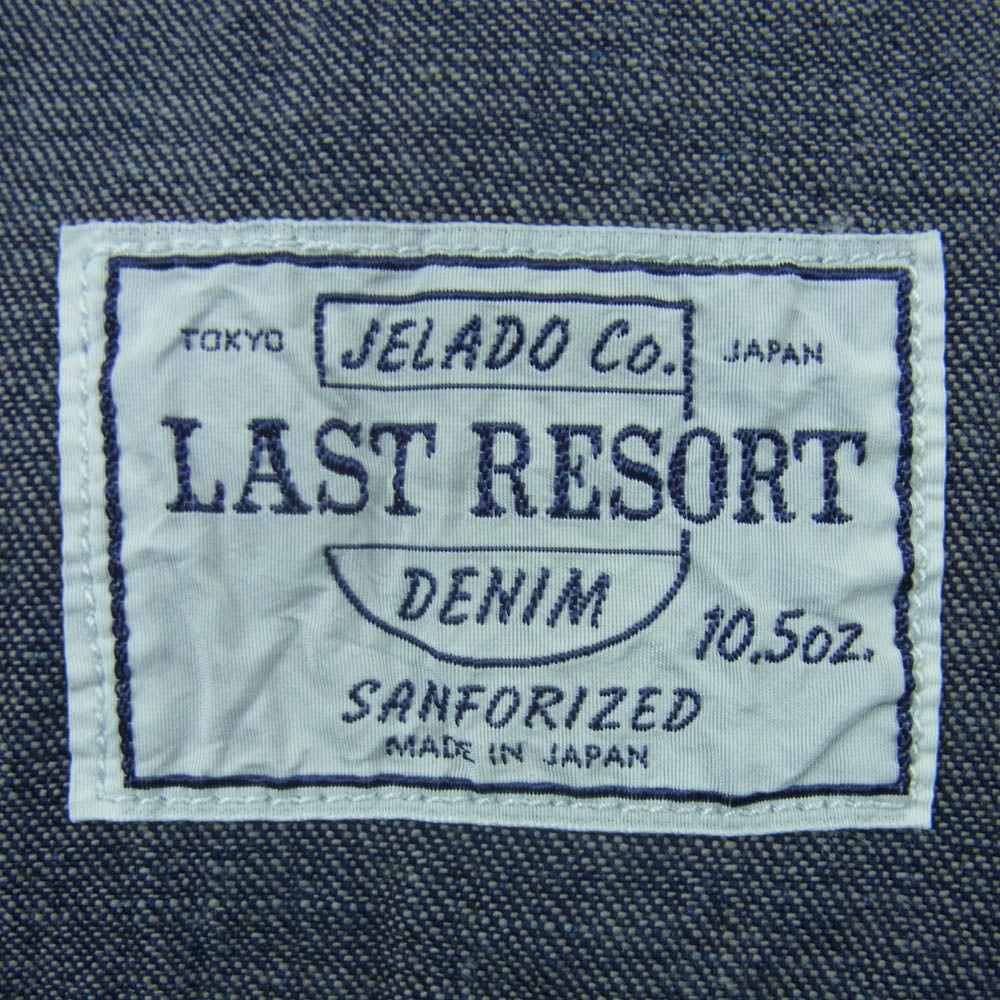 TOKYO JELADO Co. JAPAN
LAST RESORT
DENIM
10.5oz.
SANFORIZED
MADE IN JAPAN